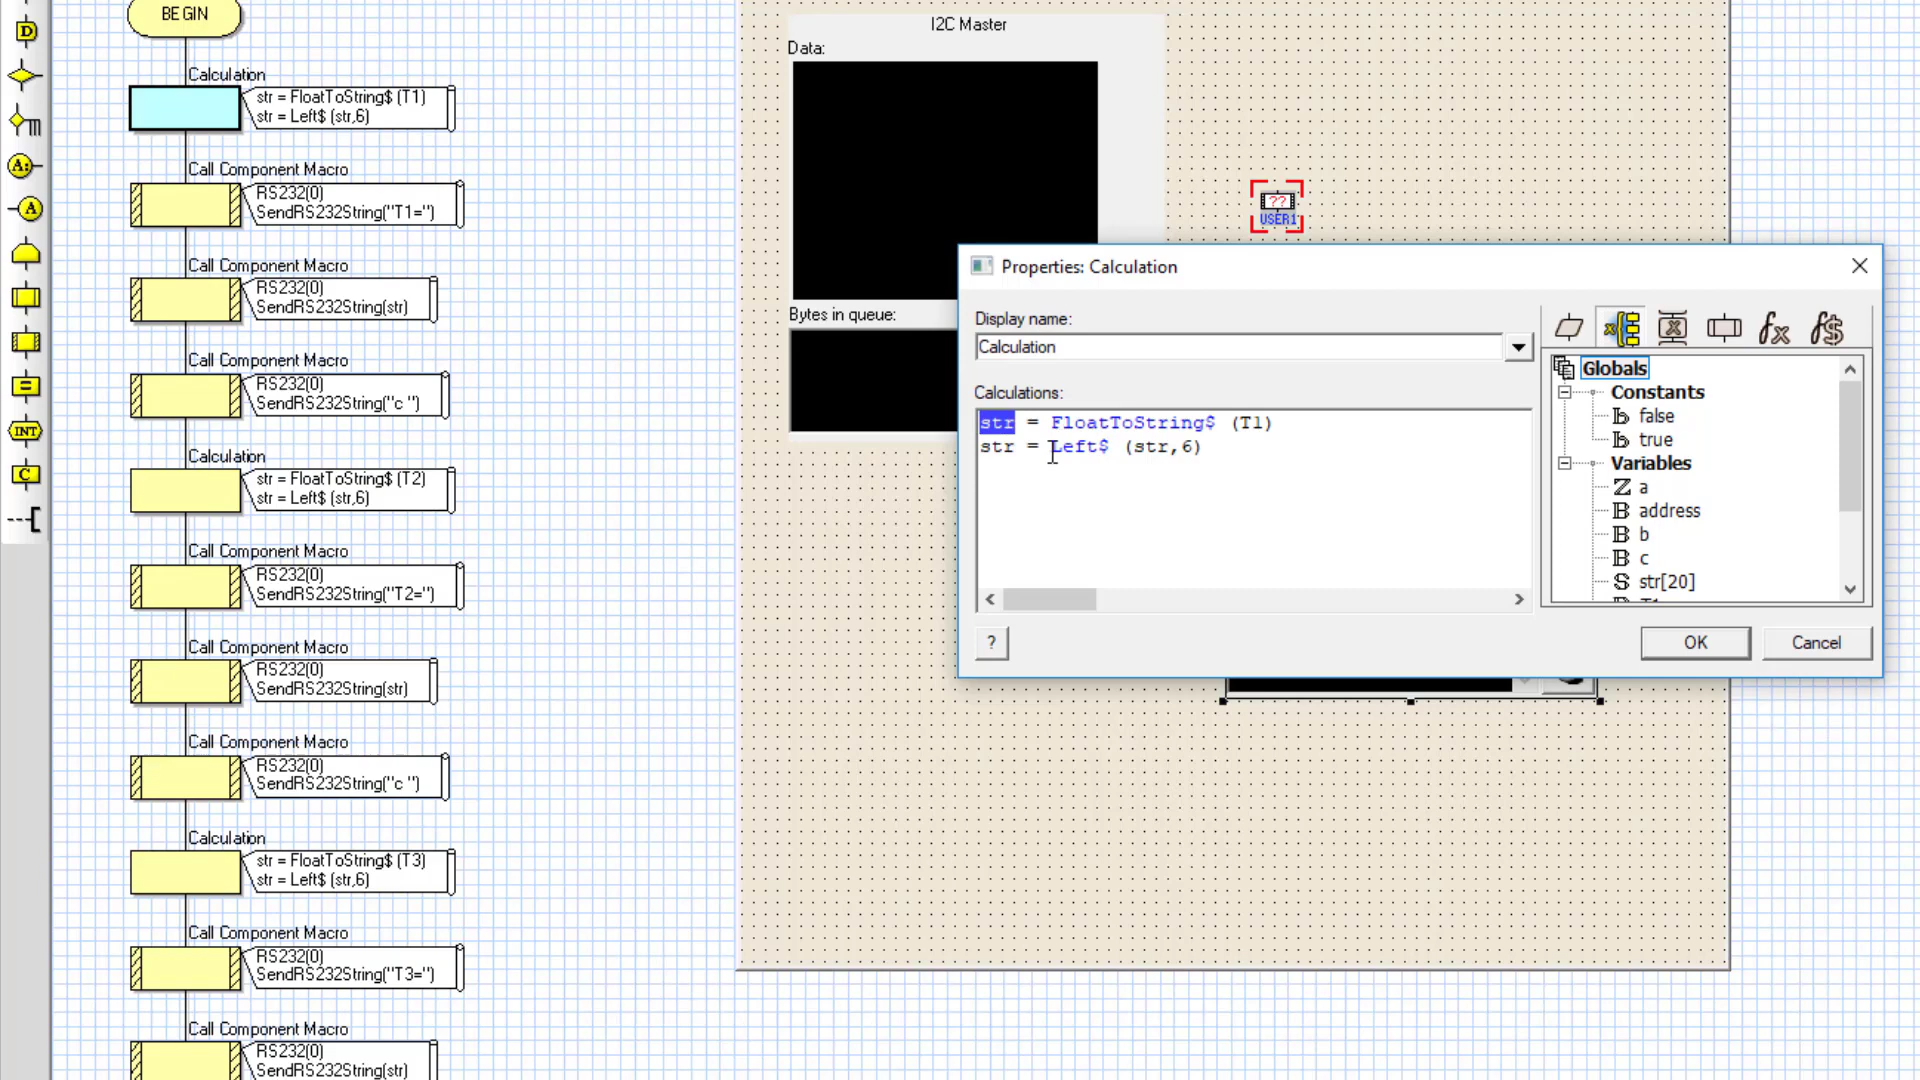 BEGIN
Calculation
str = FloatToString$ (T1)
str = Left$ (str,6)
Call Component Macro
RS232(0)
SendRS232String("T1=")
Call Component Macro
RS232(0)
SendRS232String(str)
Call Component Macro
RS232(0)
SendRS232String("c ")
Calculation
str = FloatToString$ (T2)
str = Left$ (str,6)
Call Component Macro
RS232(0)
SendRS232String("T2=")
Call Component Macro
RS232(0)
SendRS232String(str)
Call Component Macro
RS232(0)
SendRS232String("c ")
Calculation
str = FloatToString$ (T3)
str = Left$ (str,6)
Call Component Macro
RS232(0)
SendRS232String("T3=")
Call Component Macro
RS232(0)
SendRS232String(str)
D
A:
A
=
INT
C
I2C Master
Data:
Bytes in queue:
??
USER1
Properties: Calculation
Display name:
Calculation
Calculations:
str = FloatToString$ (T1)
str = Left$ (str,6)
?
Globals
Constants
false
true
Variables
Z a
B address
B b
B c
S str[20]
OK
Cancel